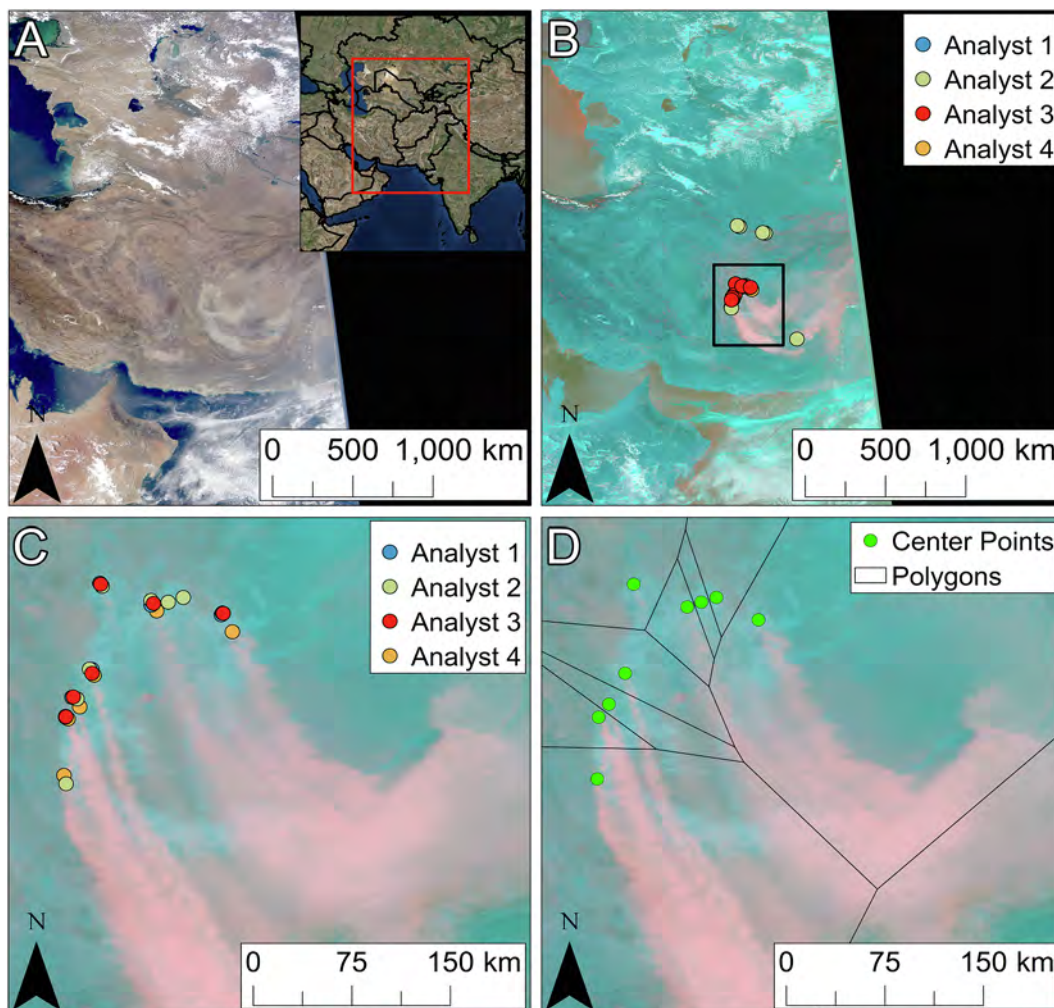 A
N
0 500 1,000 km
B
Analyst 1
Analyst 2
Analyst 3
Analyst 4
N
0 500 1,000 km
C
Analyst 1
Analyst 2
Analyst 3
Analyst 4
N
0 75 150 km
D
Center Points
Polygons
N
0 75 150 km